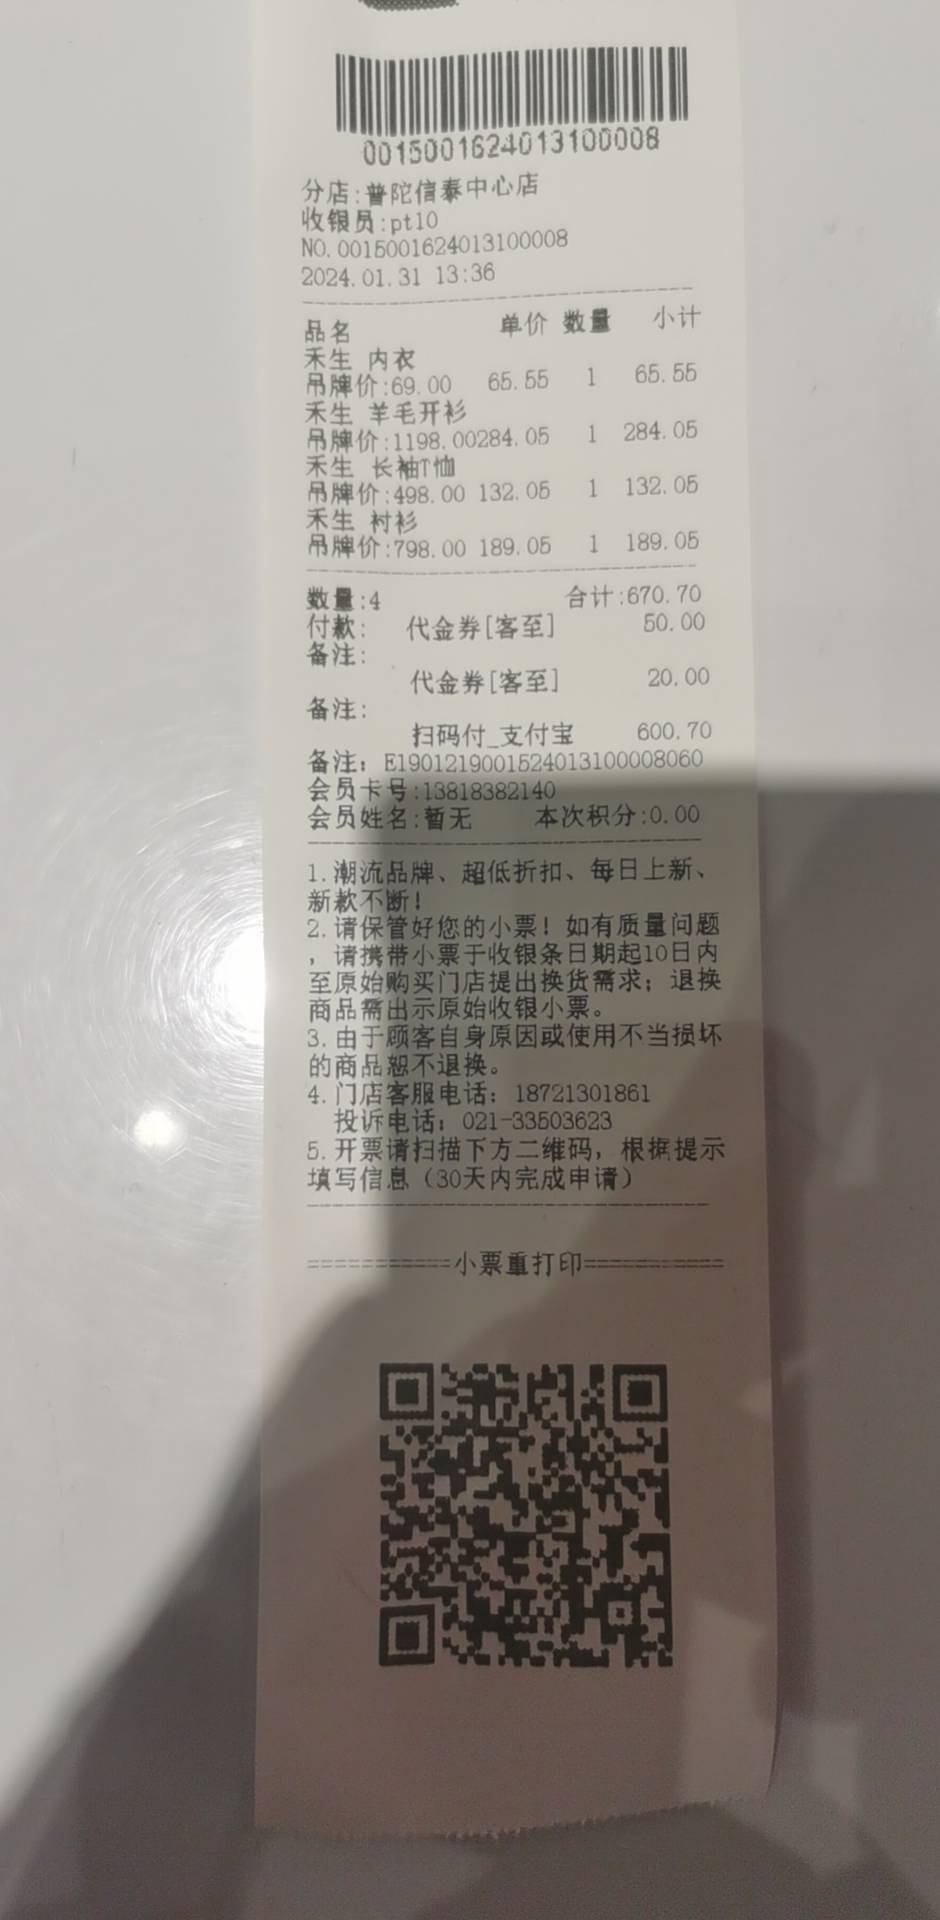 0015001624013100008
分店:普陀信泰中心店
收银员:pt10
NO.0015001624013100008
2024.01.31 13:36
品名 单价 数量 小计
禾生 内衣
吊牌价:69.00 65.55 1 65.55
禾生 羊毛开衫
吊牌价:1198.00284.05 1 284.05
禾生 长袖T恤
吊牌价:498.00 132.05 1 132.05
禾生 衬衫
吊牌价:798.00 189.05 1 189.05
数量:4 合计:670.70
付款: 代金券[客至] 50.00
备注:
代金券[客至] 20.00
备注:
扫码付_支付宝 600.70
备注: E19012190015240131000080​60
会员卡号:13818382140
会员姓名:暂无 本次积分:0.00
1.潮流品牌、超低折扣、每日上新、
新款不断!
2.请保管好您的小票!如有质量问题
,请携带小票于收银条日期起10日内
至原始购买门店提出换货需求;退换
商品需出示原始收银小票。
3.由于顾客自身原因或使用不当损坏
的商品恕不退换。
4.门店客服电话: 18721301861
投诉电话: 021-33503623
5.开票请扫描下方二维码,根据提示
填写信息(30天内完成申请)
===========小票重打印===========